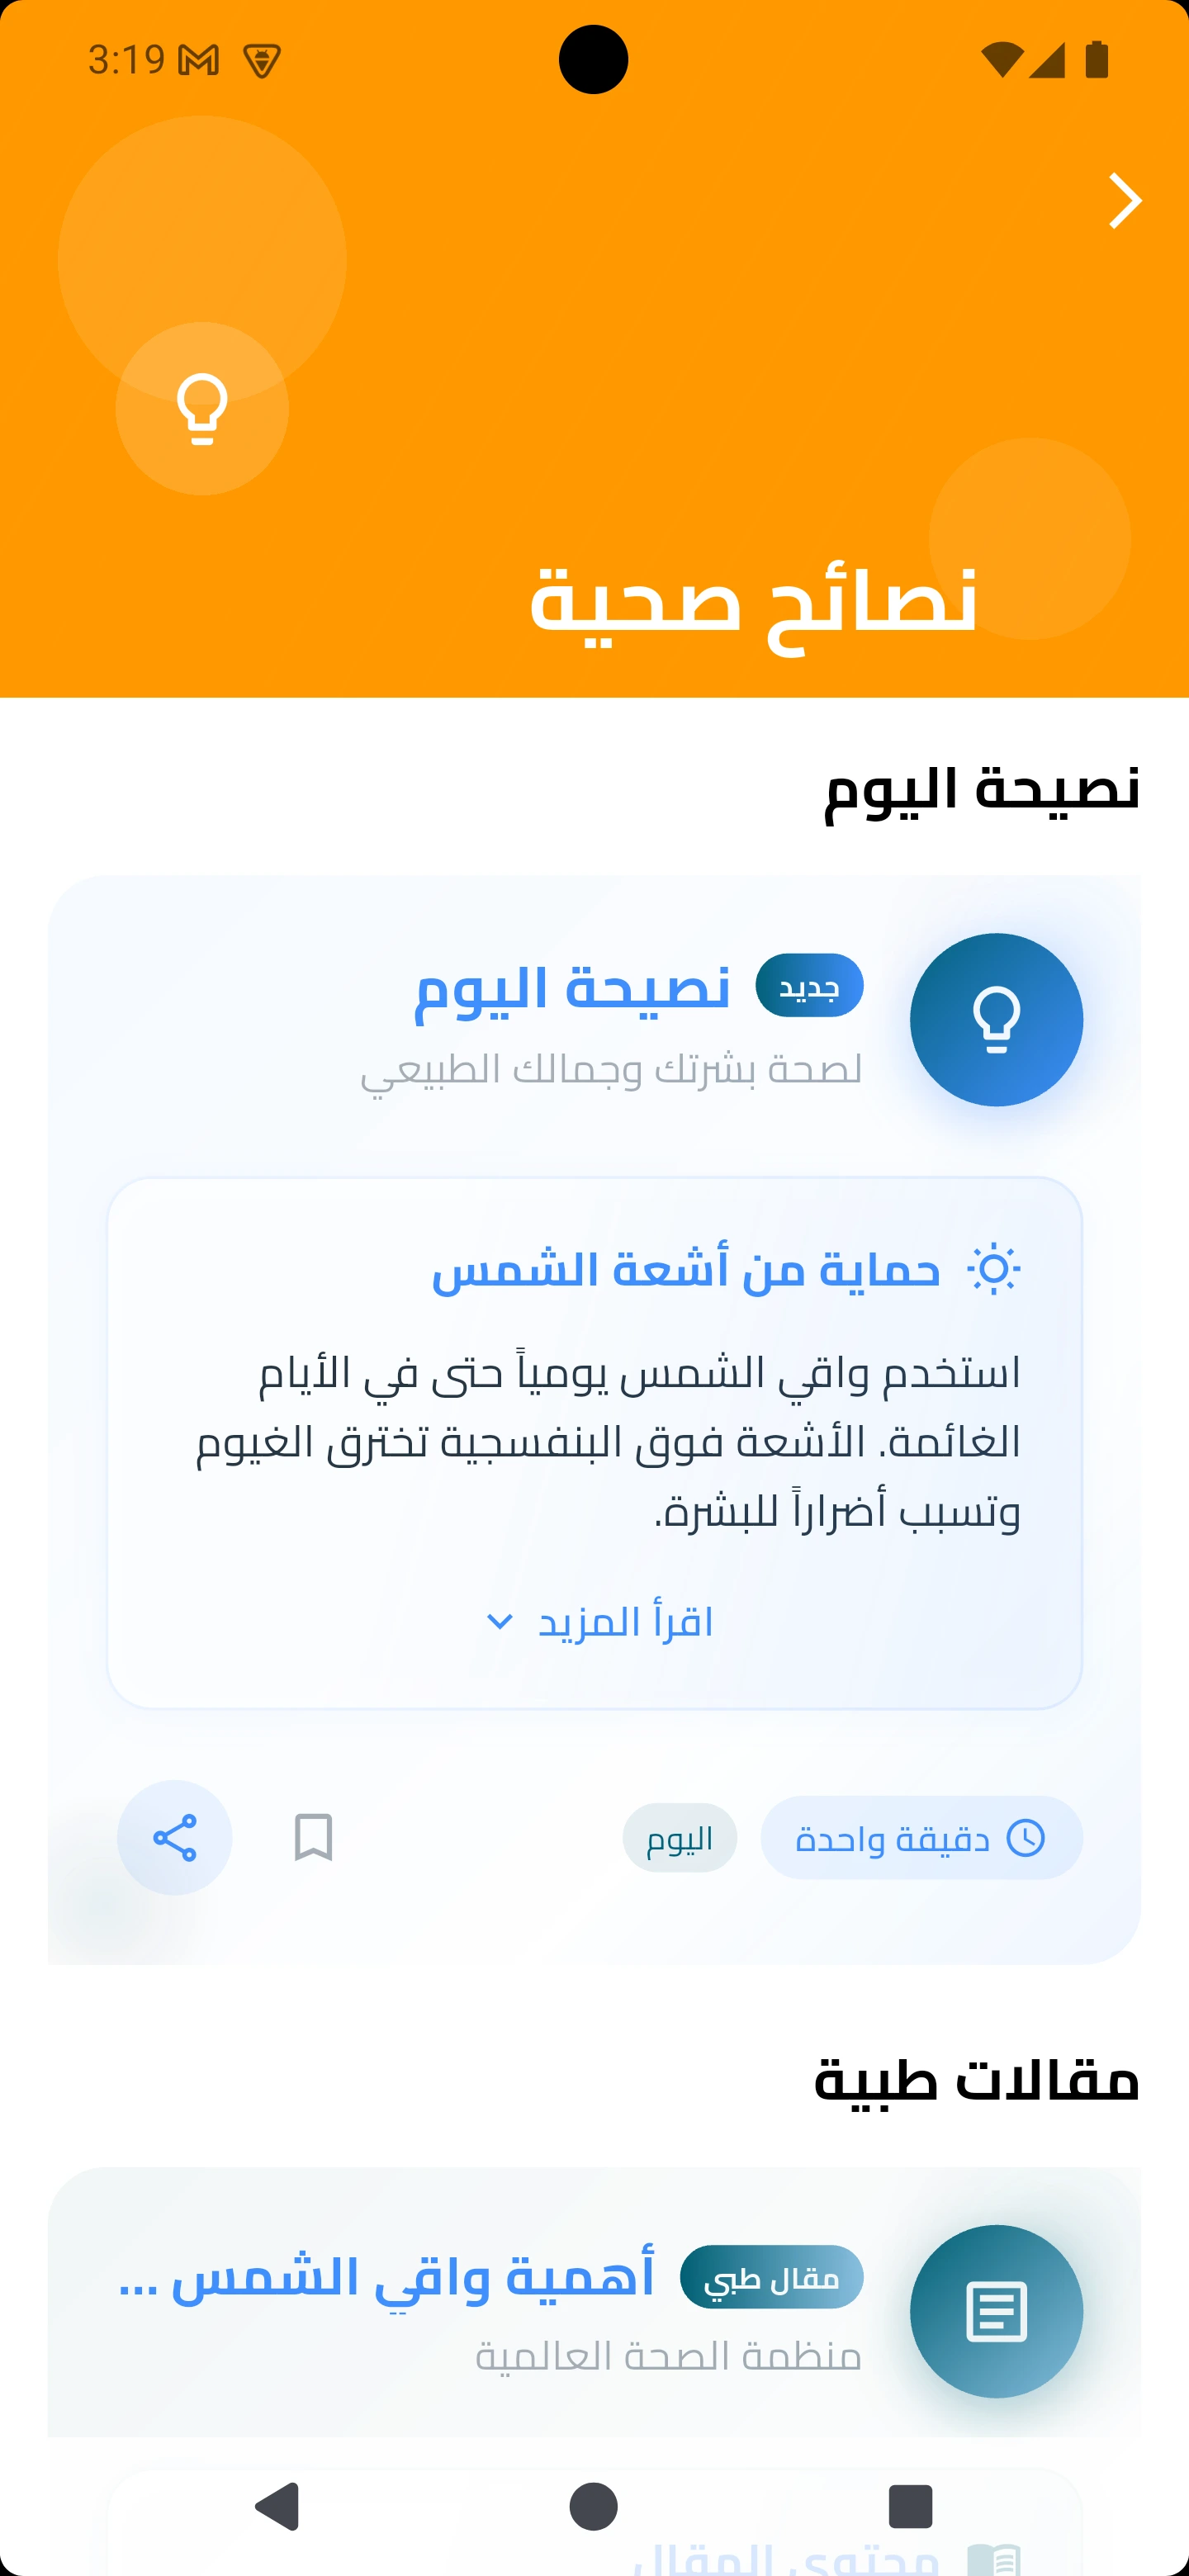 3:19
نصائح صحية
نصيحة اليوم
جديد نصيحة اليوم
لصحة بشرتك وجمالك الطبيعي
حماية من أشعة الشمس
استخدم واقي الشمس يومياً حتى في الأيام
الغائمة. الأشعة فوق البنفسجية تخترق الغيوم
وتسبب أضراراً للبشرة.
اقرأ المزيد
دقيقة واحدة اليوم
مقالات طبية
مقال طبي أهمية واقي الشمس ...
منظمة الصحة العالمية
محتوى المقال